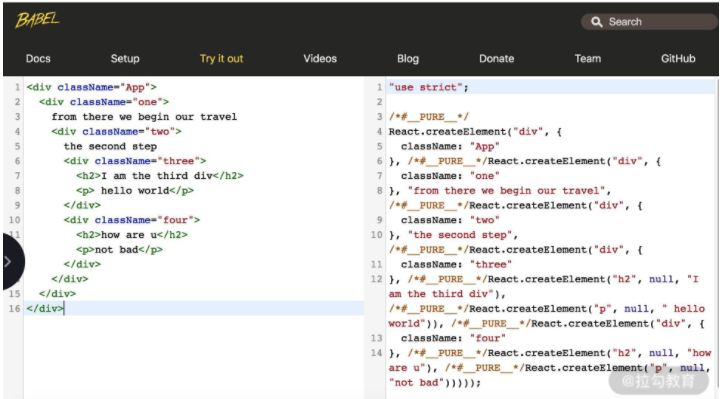 BABEL
Search
Docs Setup Try it out Videos Blog Donate Team GitHub
1 <div className="App">
2 <div className="one">
3 from there we begin our travel
4 <div className="two">
5 the second step
6 <div className="three">
7 <h2>I am the third div</h2>
8 <p> hello world</p>
9 </div>
10 <div className="four">
11 <h2>how are u</h2>
<p>not bad</p>
</div>
</div>
15 </div>
16 </div>
1 "use strict";
2
3 /*#__PURE__*/
4 React.createElement("div", {
5 className: "App"
6 }, /*#__PURE__*/React.createElement("div", {
7 className: "one"
8 }, "from there we begin our travel",
/*#__PURE__*/React.createElement("div", {
9 className: "two"
10 }, "the second step",
/*#__PURE__*/React.createElement("div", {
11 className: "three"
12 }, /*#__PURE__*/React.createElement("h2", null, "I
am the third div"),
/*#__PURE__*/React.createElement("p", null, " hello
world")), /*#__PURE__*/React.createElement("div", {
13 className: "four"
14 }, /*#__PURE__*/React.createElement("h2", null, "how
are u"), /*#__PURE__*/React.createElement("p", null,
"not bad")))));
@拉勾教育